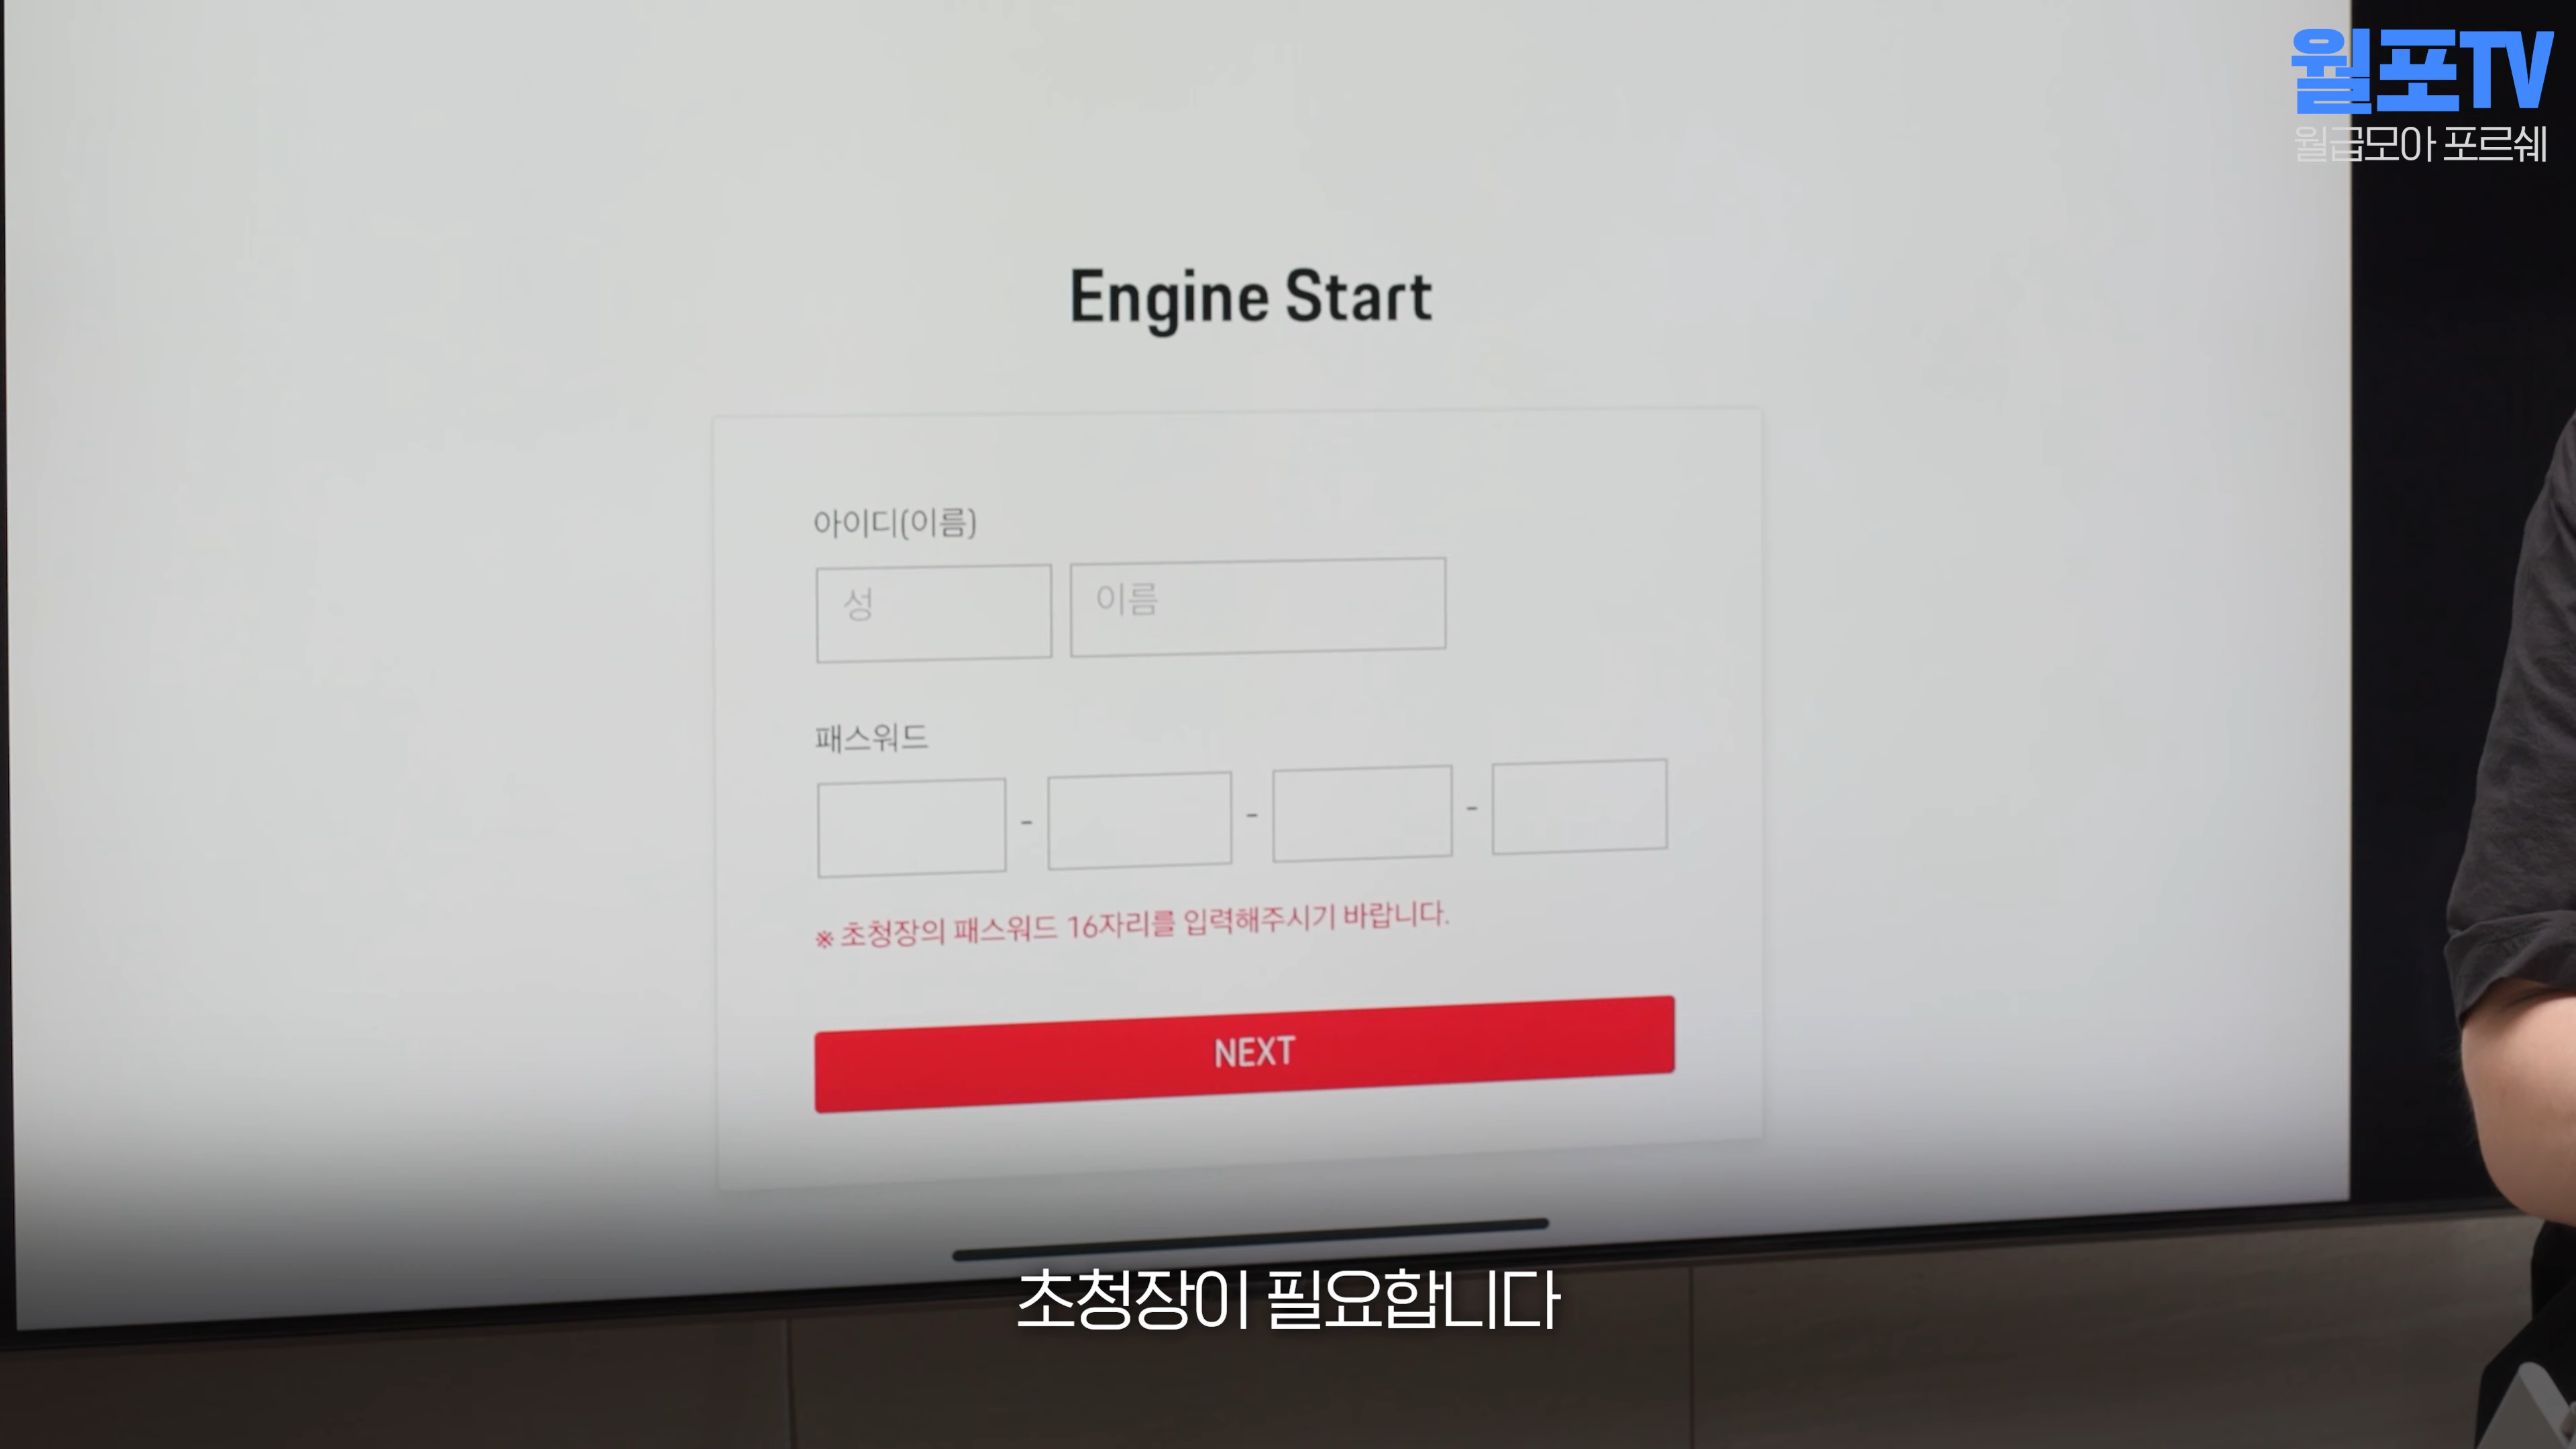 월포TV
월급모아 포르쉐
Engine Start
아이디(이름)
성 이름
패스워드
- - -
※ 초청장의 패스워드 16자리를 입력해주시기 바랍니다.
NEXT
초청장이 필요합니다